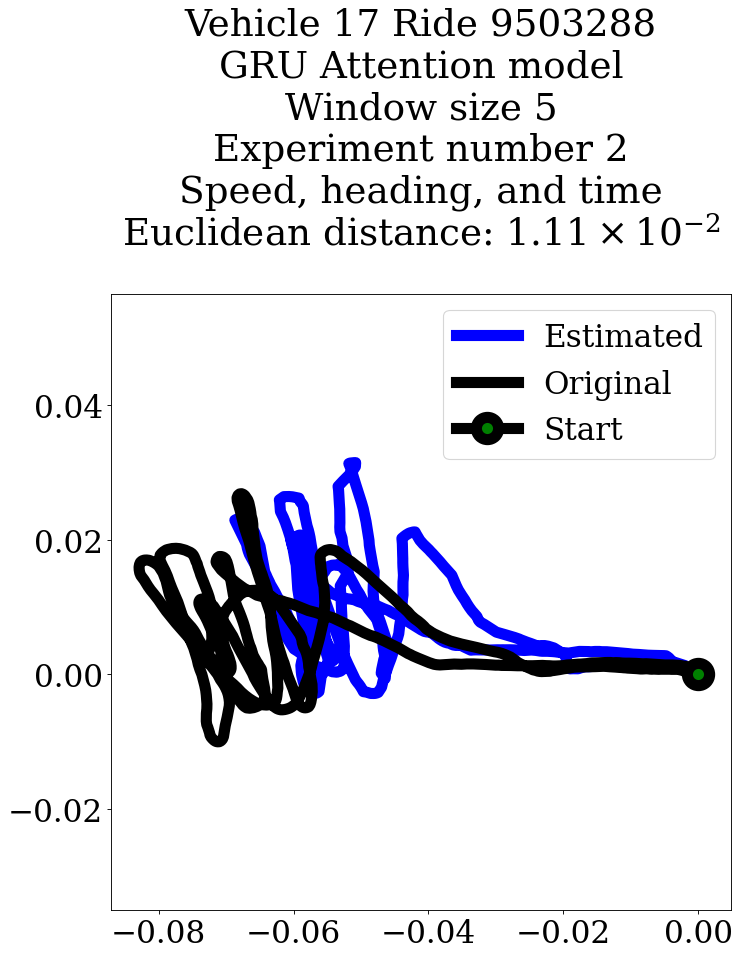 Vehicle 17 Ride 9503288
GRU Attention model
Window size 5
Experiment number 2
Speed, heading, and time
Euclidean distance: 1.11 × 10⁻²
Estimated
Original
Start
0.04
0.02
0.00
−0.02
−0.08 −0.06 −0.04 −0.02 0.00